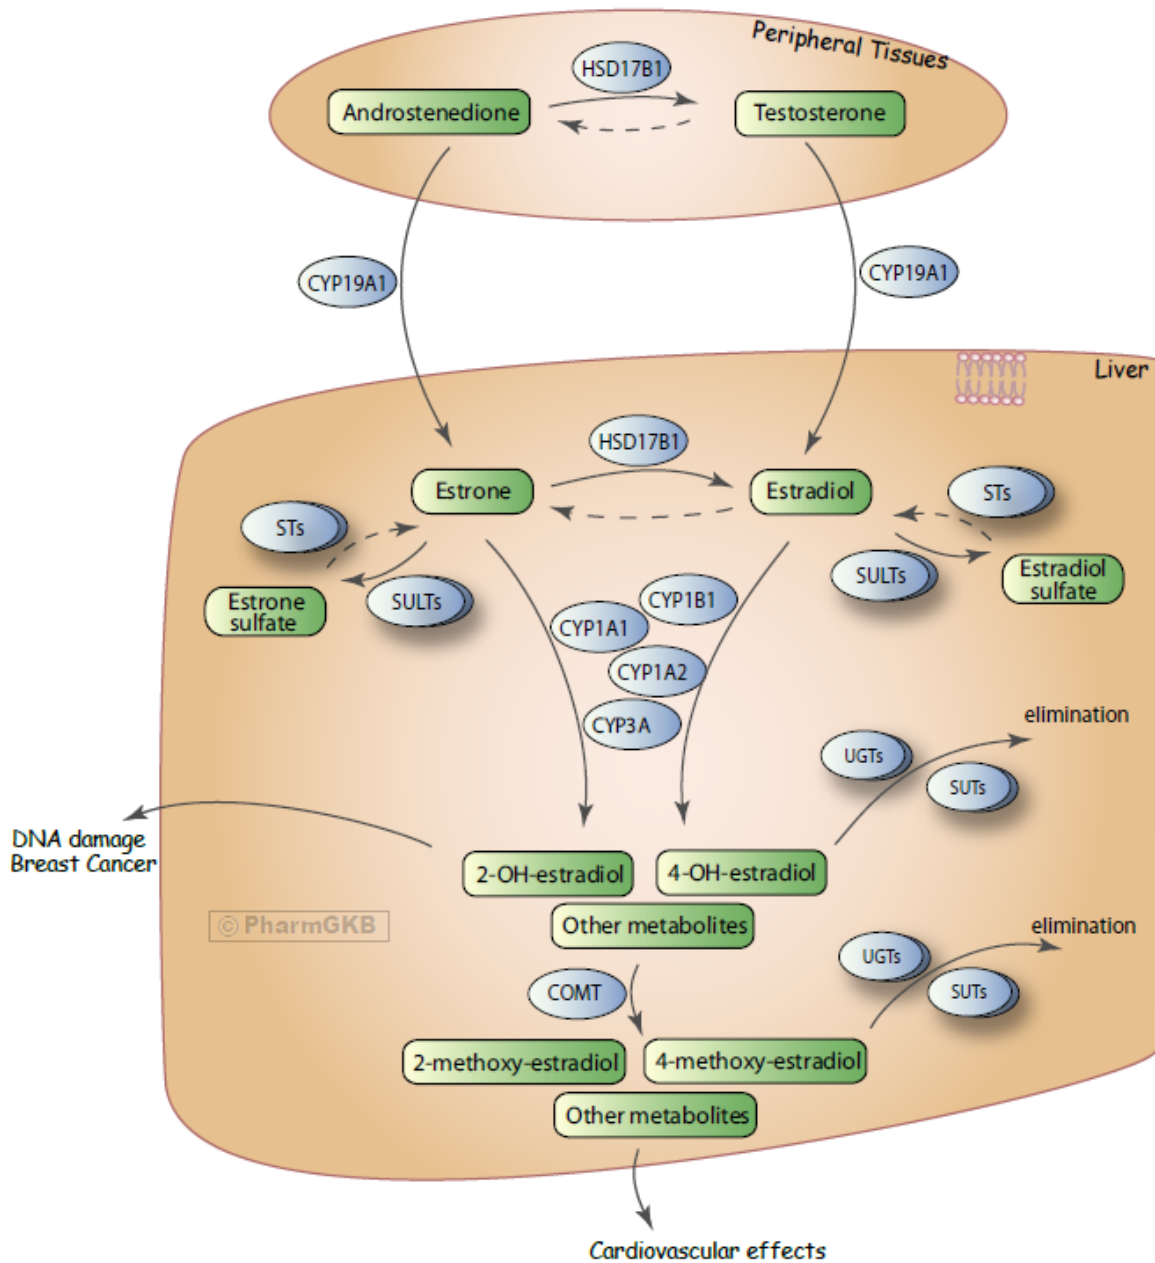 Peripheral Tissues
HSD17B1
Androstenedione
Testosterone
CYP19A1
CYP19A1
Liver
HSD17B1
Estrone
Estradiol
STs
STs
SULTs
SULTs
Estrone
sulfate
Estradiol
sulfate
CYP1B1
CYP1A1
CYP1A2
CYP3A
elimination
UGTs
SUTs
DNA damage
Breast Cancer
2-OH-estradiol
4-OH-estradiol
Other metabolites
© PharmGKB
elimination
UGTs
SUTs
COMT
2-methoxy-estradiol
4-methoxy-estradiol
Other metabolites
Cardiovascular effects